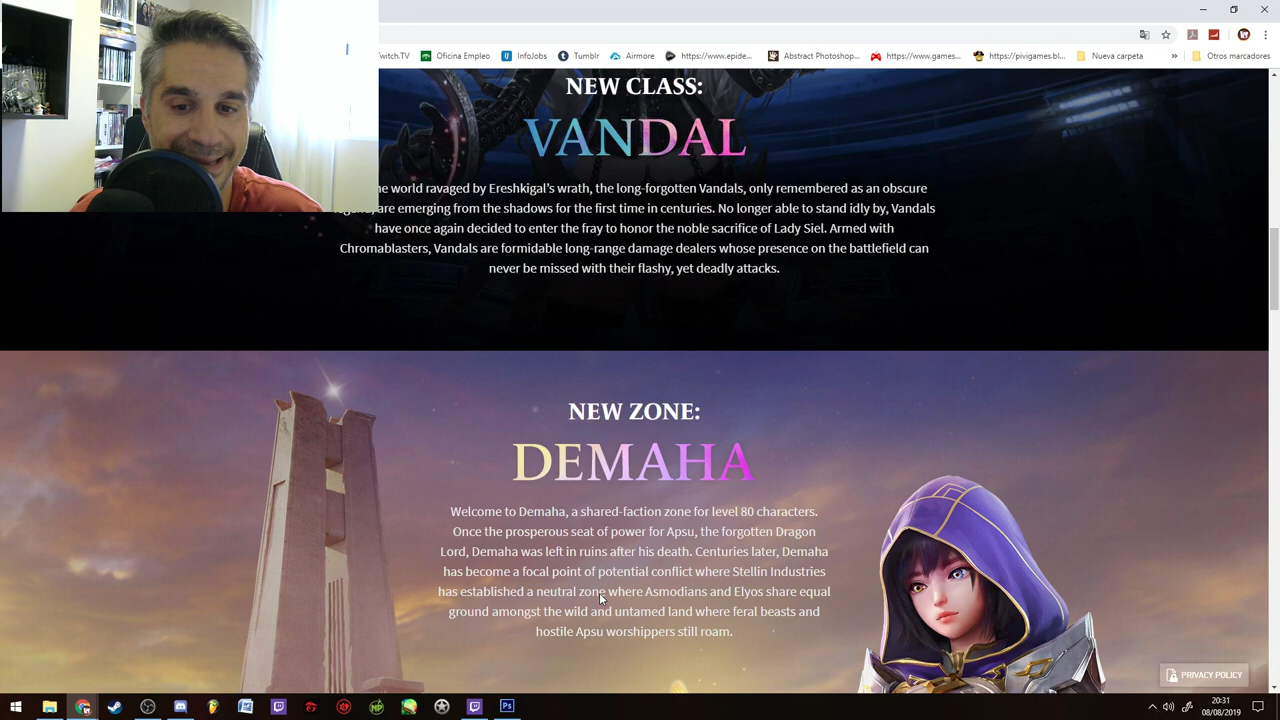 witch.TV
Oficina Empleo
InfoJobs
Tumblr
Airmore
https://www.epide...
Abstract Photoshop...
https://www.games...
https://pivigames.bl...
Nueva carpeta
»
Otros marcadores
NEW CLASS:
VANDAL
e world ravaged by Ereshkigal’s wrath, the long-forgotten Vandals, only remembered as an obscure
are emerging from the shadows for the first time in centuries. No longer able to stand idly by, Vandals
have once again decided to enter the fray to honor the noble sacrifice of Lady Siel. Armed with
Chromablasters, Vandals are formidable long-range damage dealers whose presence on the battlefield can
never be missed with their flashy, yet deadly attacks.
NEW ZONE:
DEMAHA
Welcome to Demaha, a shared-faction zone for level 80 characters.
Once the prosperous seat of power for Apsu, the forgotten Dragon
Lord, Demaha was left in ruins after his death. Centuries later, Demaha
has become a focal point of potential conflict where Stellin Industries
has established a neutral zone where Asmodians and Elyos share equal
ground amongst the wild and untamed land where feral beasts and
hostile Apsu worshippers still roam.
PRIVACY POLICY
20:31
08/08/2019